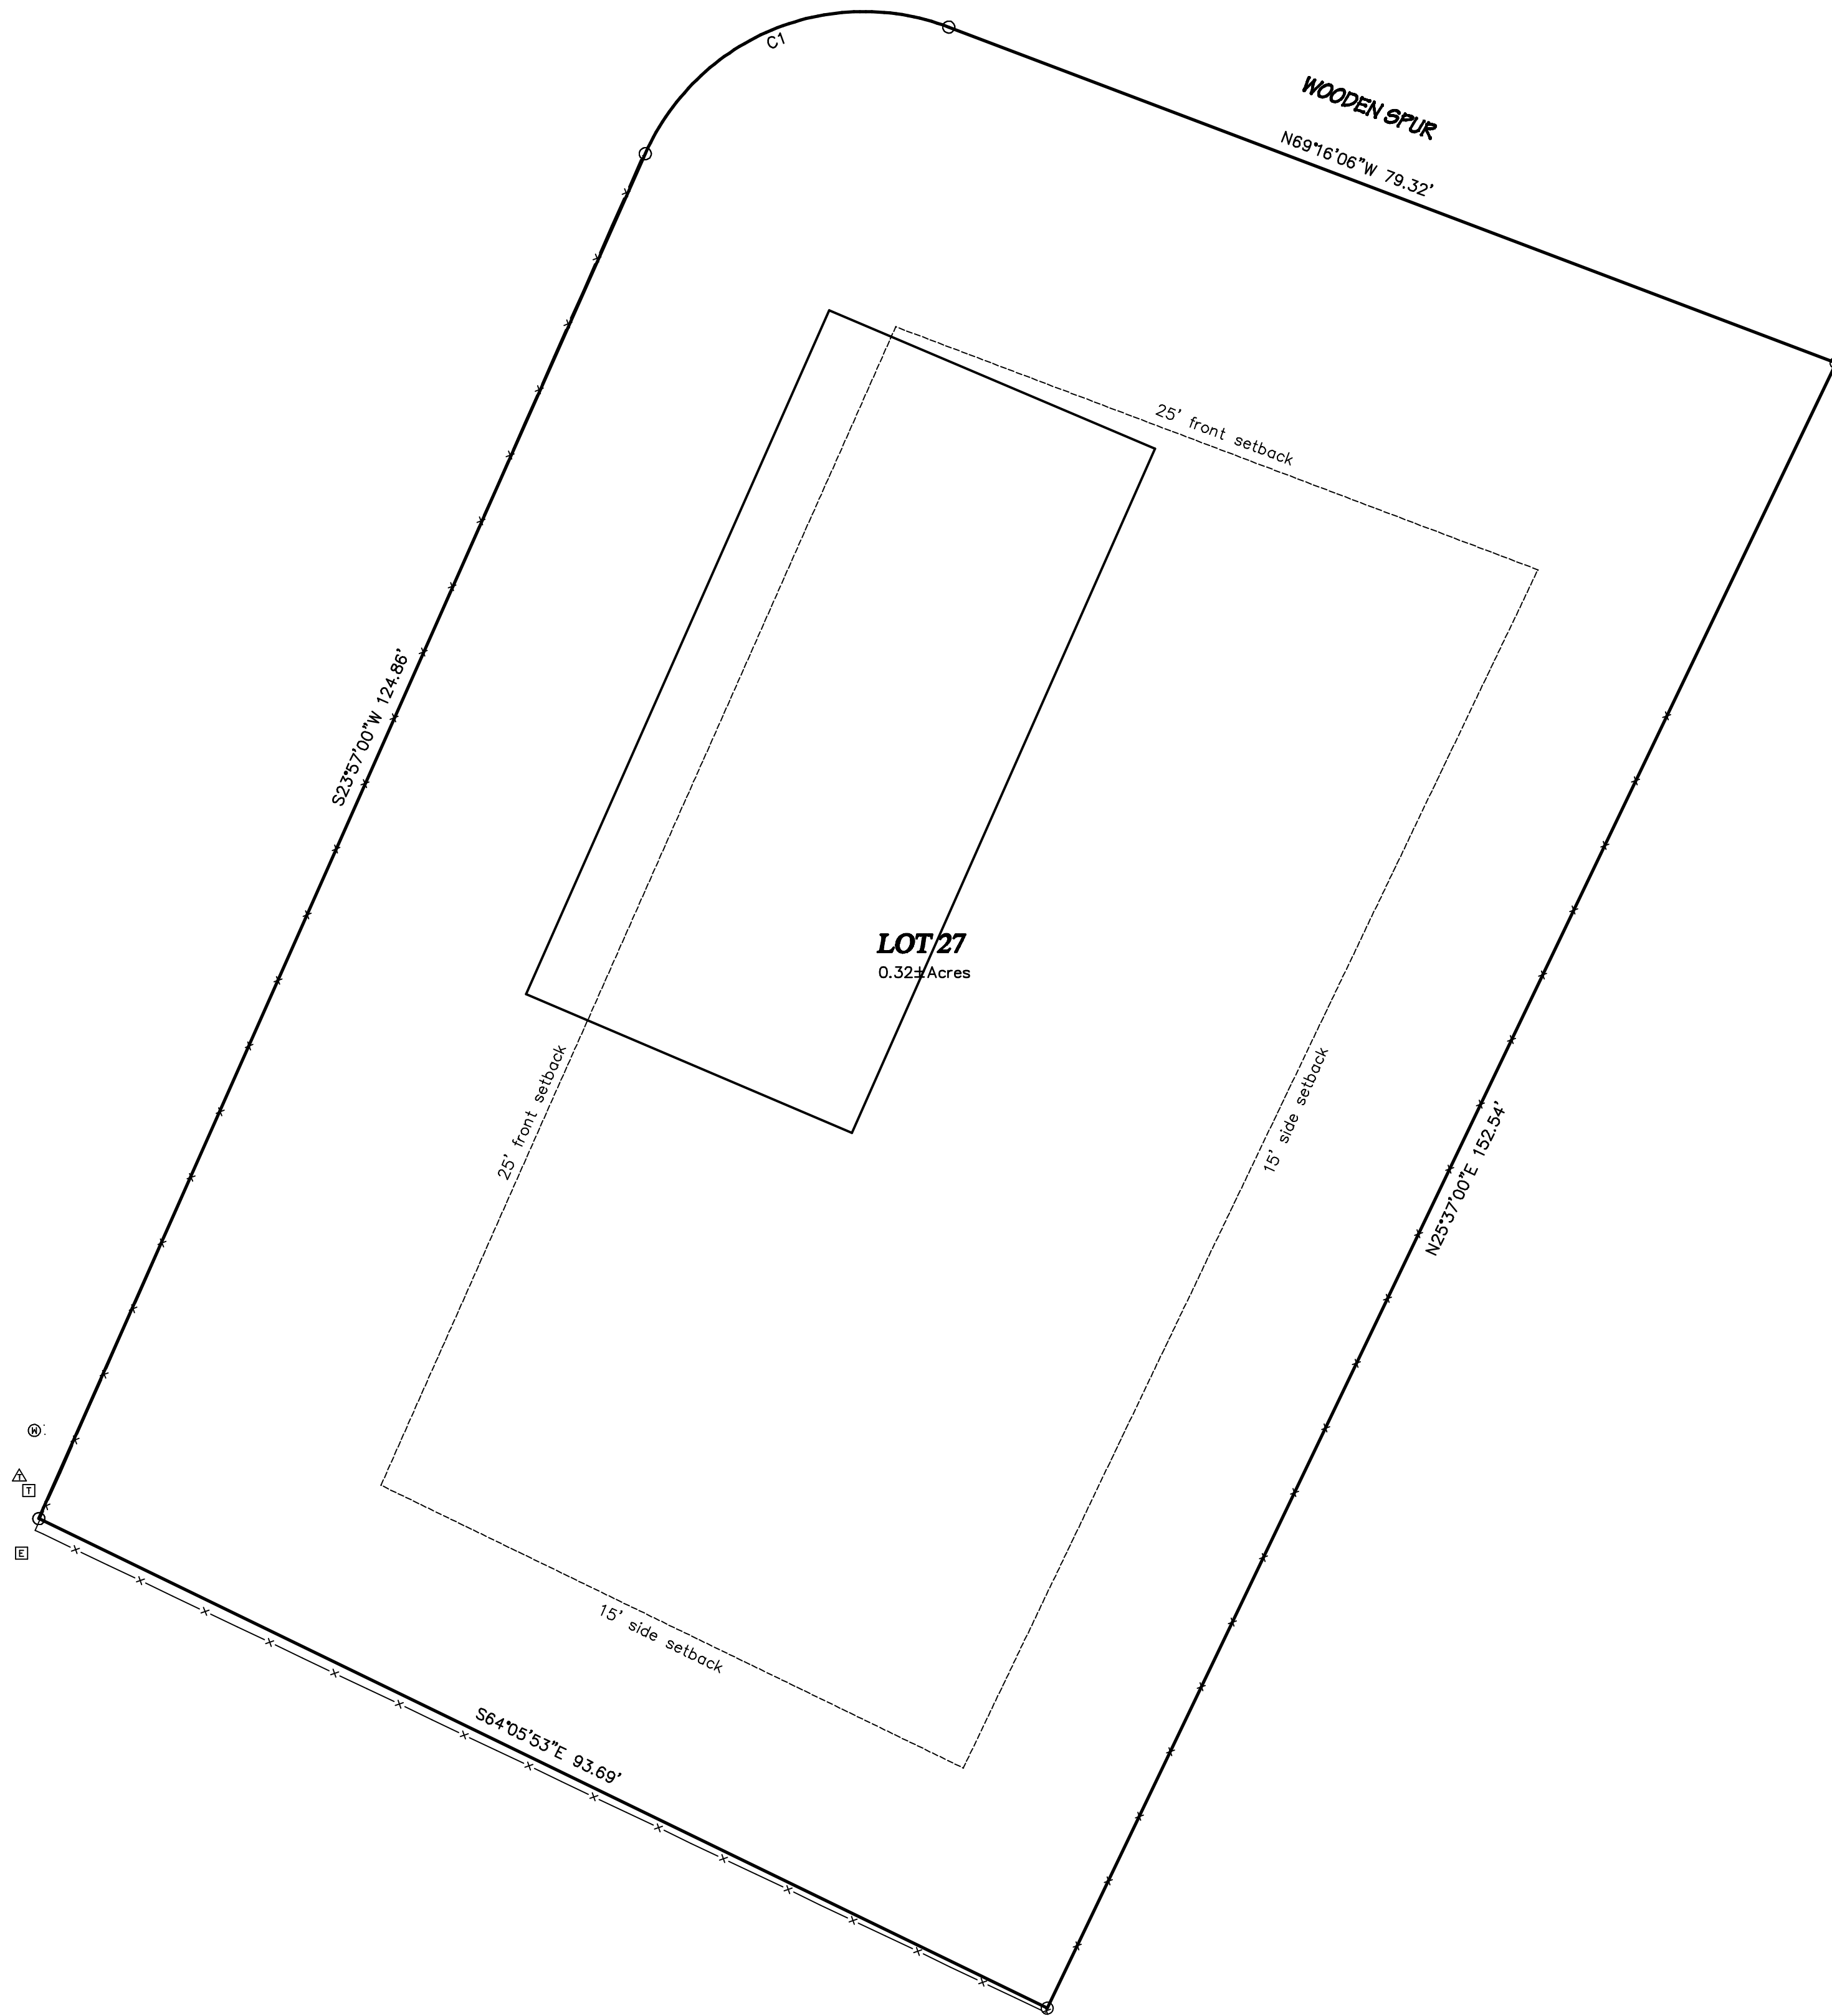 C1
WOODEN SPUR
N69°16'06"W 79.32'
25' front setback
S23°57'00"W 124.86'
LOT 27
0.32±Acres
25' front setback
15' side setback
N25°37'00"E 152.54'
W
T
T
E
15' side setback
S64°05'53"E 93.69'